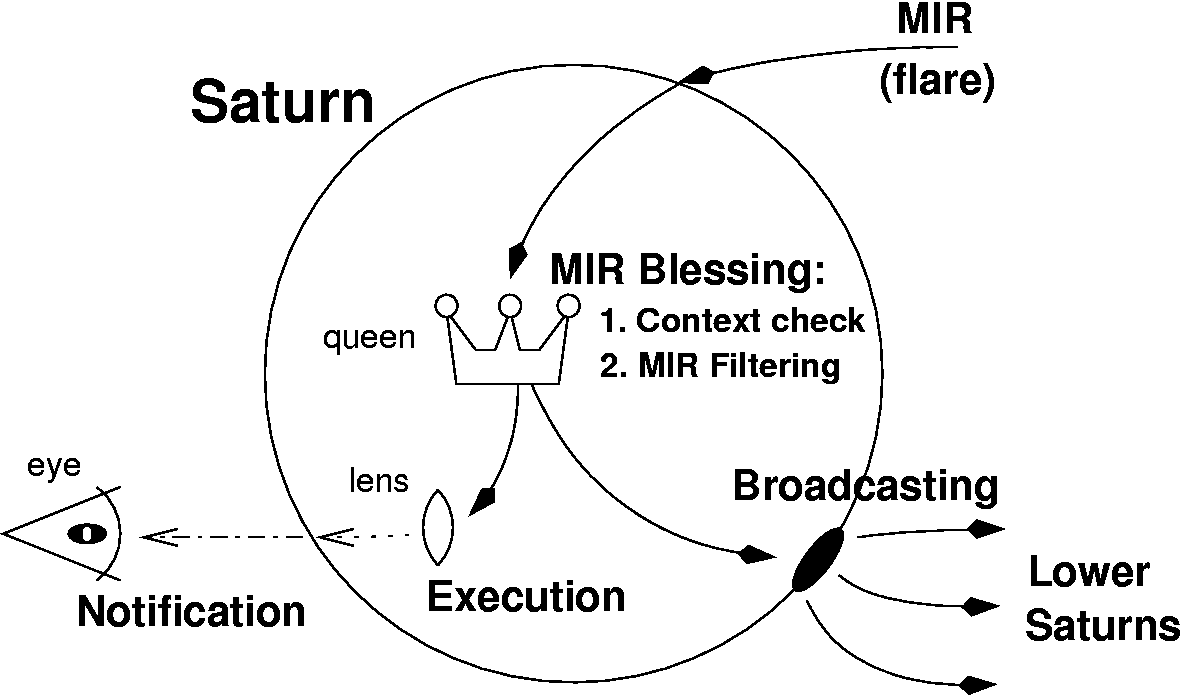 MIR
(flare)
Saturn
MIR Blessing:
1. Context check
2. MIR Filtering
queen
eye
lens
Broadcasting
Execution
Notification
Lower
Saturns